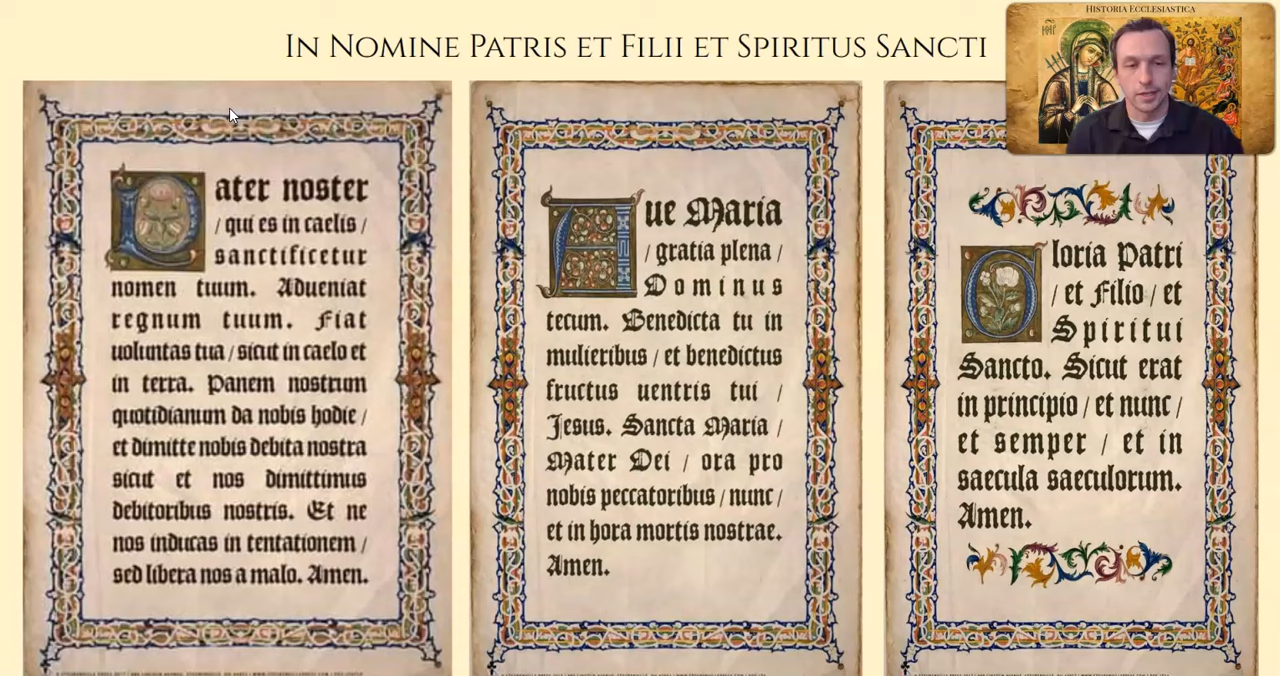 In Nomine Patris et Filii et Spiritus Sancti
Historia Ecclesiastica
Pater noster
/ qui es in caelis /
sanctificetur
nomen tuum. Adueniat
regnum tuum. Fiat
uoluntas tua / sicut in caelo et
in terra. Panem nostrum
quotidianum da nobis hodie /
et dimitte nobis debita nostra
sicut et nos dimittimus
debitoribus nostris. Et ne
nos inducas in tentationem /
sed libera nos a malo. Amen.
Aue Maria
/ gratia plena /
Dominus
tecum. Benedicta tu in
mulieribus / et benedictus
fructus uentris tui /
Jesus. Sancta Maria /
Mater Dei / ora pro
nobis peccatoribus / nunc /
et in hora mortis nostrae.
Amen.
Gloria Patri
/ et Filio / et
Spiritui
Sancto. Sicut erat
in principio / et nunc /
et semper / et in
saecula saeculorum.
Amen.